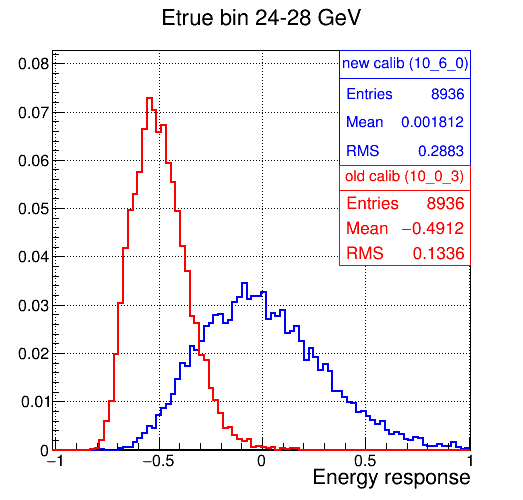 Etrue bin 24-28 GeV
new calib (10_6_0)
Entries 8936
Mean 0.001812
RMS 0.2883
old calib (10_0_3)
Entries 8936
Mean −0.4912
RMS 0.1336
0.08
0.07
0.06
0.05
0.04
0.03
0.02
0.01
0
−1 −0.5 0 0.5 1
Energy response